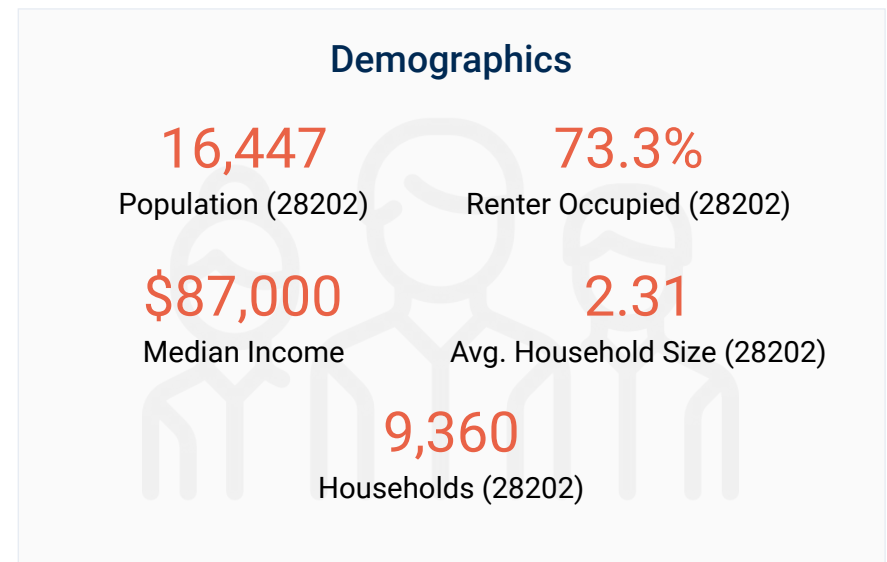 Demographics
16,447
73.3%
Population (28202)
Renter Occupied (28202)
$87,000
2.31
Median Income
Avg. Household Size (28202)
9,360
Households (28202)